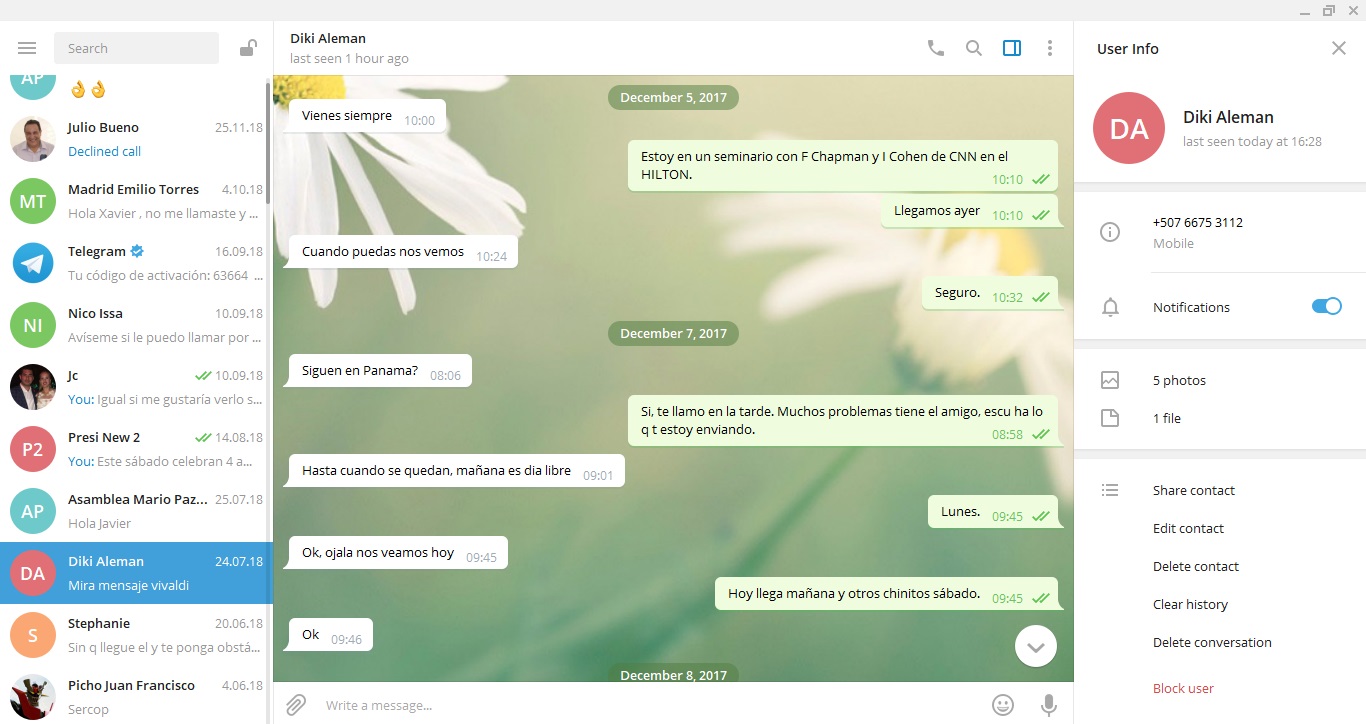 Search
AP
👌👌
Julio Bueno 25.11.18
Declined call
MT
Madrid Emilio Torres 4.10.18
Hola Xavier , no me llamaste y ...
Telegram 16.09.18
Tu código de activación: 63664 ...
NI
Nico Issa 10.09.18
Avíseme si le puedo llamar por ...
Jc 10.09.18
You: Igual si me gustaría verlo s...
P2
Presi New 2 14.08.18
You: Este sábado celebran 4 a...
AP
Asamblea Mario Paz... 25.07.18
Hola Javier
DA
Diki Aleman 24.07.18
Mira mensaje vivaldi
S
Stephanie 20.06.18
Sin q llegue el y te ponga obstá...
Picho Juan Francisco 4.06.18
Sercop
Diki Aleman
last seen 1 hour ago
December 5, 2017
Vienes siempre 10:00
Estoy en un seminario con F Chapman y I Cohen de CNN en el
HILTON. 10:10
Llegamos ayer 10:10
Cuando puedas nos vemos 10:24
Seguro. 10:32
December 7, 2017
Siguen en Panama? 08:06
Si, te llamo en la tarde. Muchos problemas tiene el amigo, escu ha lo
q t estoy enviando. 08:58
Hasta cuando se quedan, mañana es dia libre 09:01
Lunes. 09:45
Ok, ojala nos veamos hoy 09:45
Hoy llega mañana y otros chinitos sábado. 09:45
Ok 09:46
December 8, 2017
Write a message...
User Info
DA
Diki Aleman
last seen today at 16:28
+507 6675 3112
Mobile
Notifications
5 photos
1 file
Share contact
Edit contact
Delete contact
Clear history
Delete conversation
Block user